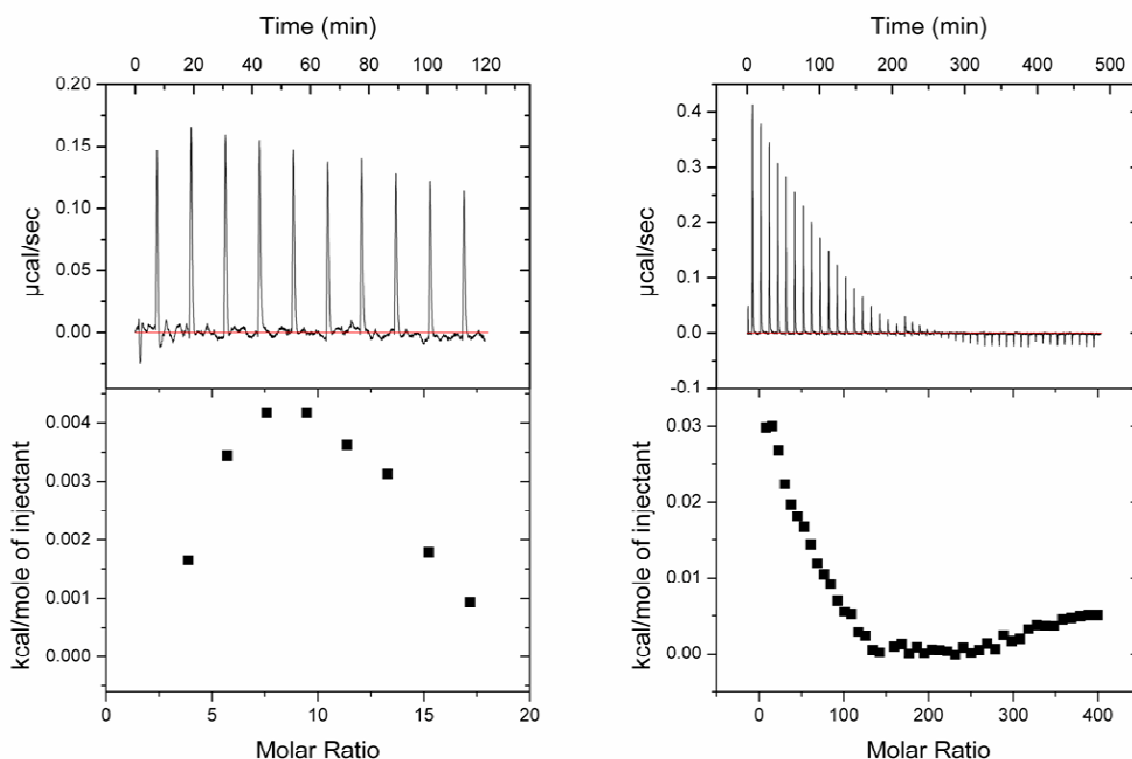 Time (min)
0 20 40 60 80 100 120
0.20
0.15
0.10
0.05
0.00
µcal/sec
0.004
0.003
0.002
0.001
0.000
kcal/mole of injectant
0 5 10 15 20
Molar Ratio
Time (min)
0 100 200 300 400 500
0.4
0.3
0.2
0.1
0.0
-0.1
µcal/sec
0.03
0.02
0.01
0.00
kcal/mole of injectant
0 100 200 300 400
Molar Ratio